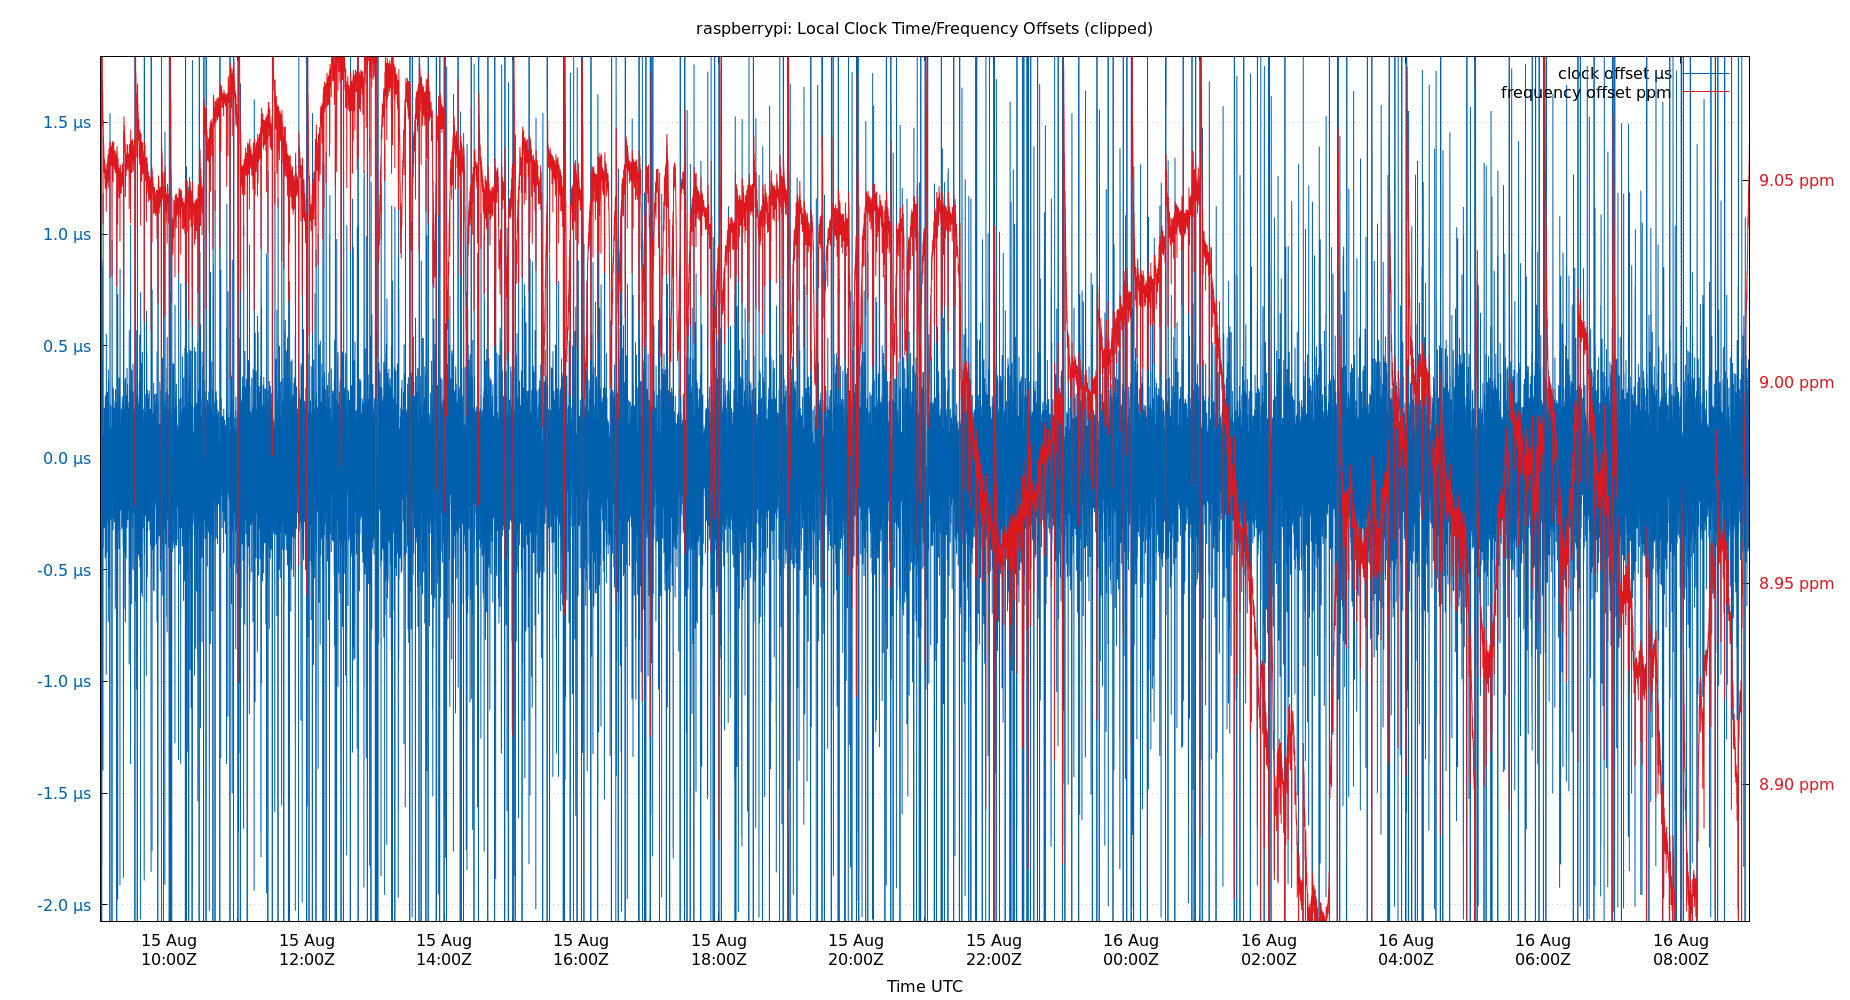 raspberrypi: Local Clock Time/Frequency Offsets (clipped)
clock offset µs
frequency offset ppm
1.5 µs
1.0 µs
0.5 µs
0.0 µs
-0.5 µs
-1.0 µs
-1.5 µs
-2.0 µs
9.05 ppm
9.00 ppm
8.95 ppm
8.90 ppm
15 Aug 15 Aug 15 Aug 15 Aug 15 Aug 15 Aug 15 Aug 16 Aug 16 Aug 16 Aug 16 Aug 16 Aug
10:00Z 12:00Z 14:00Z 16:00Z 18:00Z 20:00Z 22:00Z 00:00Z 02:00Z 04:00Z 06:00Z 08:00Z
Time UTC